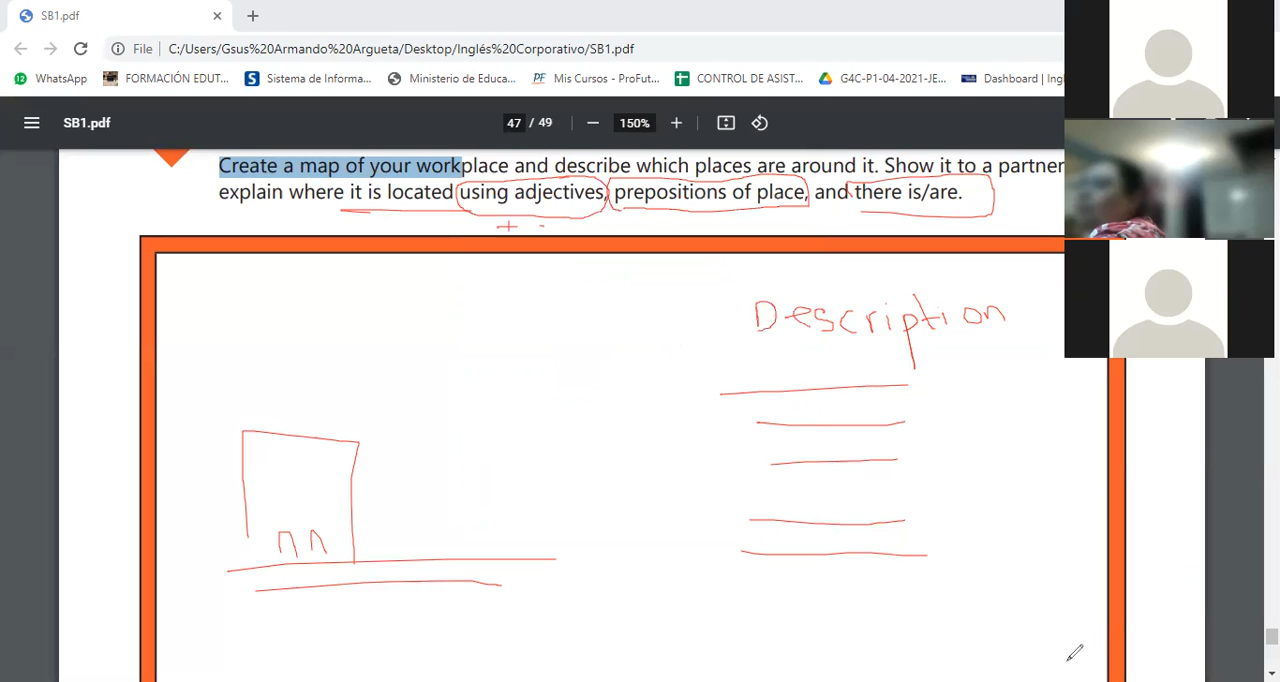 SB1.pdf
File C:/Users/Gsus%20Armando%20Argueta/Desktop/Inglés%20Corporativo/SB1.pdf
WhatsApp FORMACIÓN EDUT... Sistema de Informa... Ministerio de Educa... Mis Cursos - ProFut... CONTROL DE ASIST... G4C-P1-04-2021-JE... Dashboard | Ingl
SB1.pdf 47 / 49 150%
Create a map of your workplace and describe which places are around it. Show it to a partner
explain where it is located using adjectives, prepositions of place, and there is/are.
Description